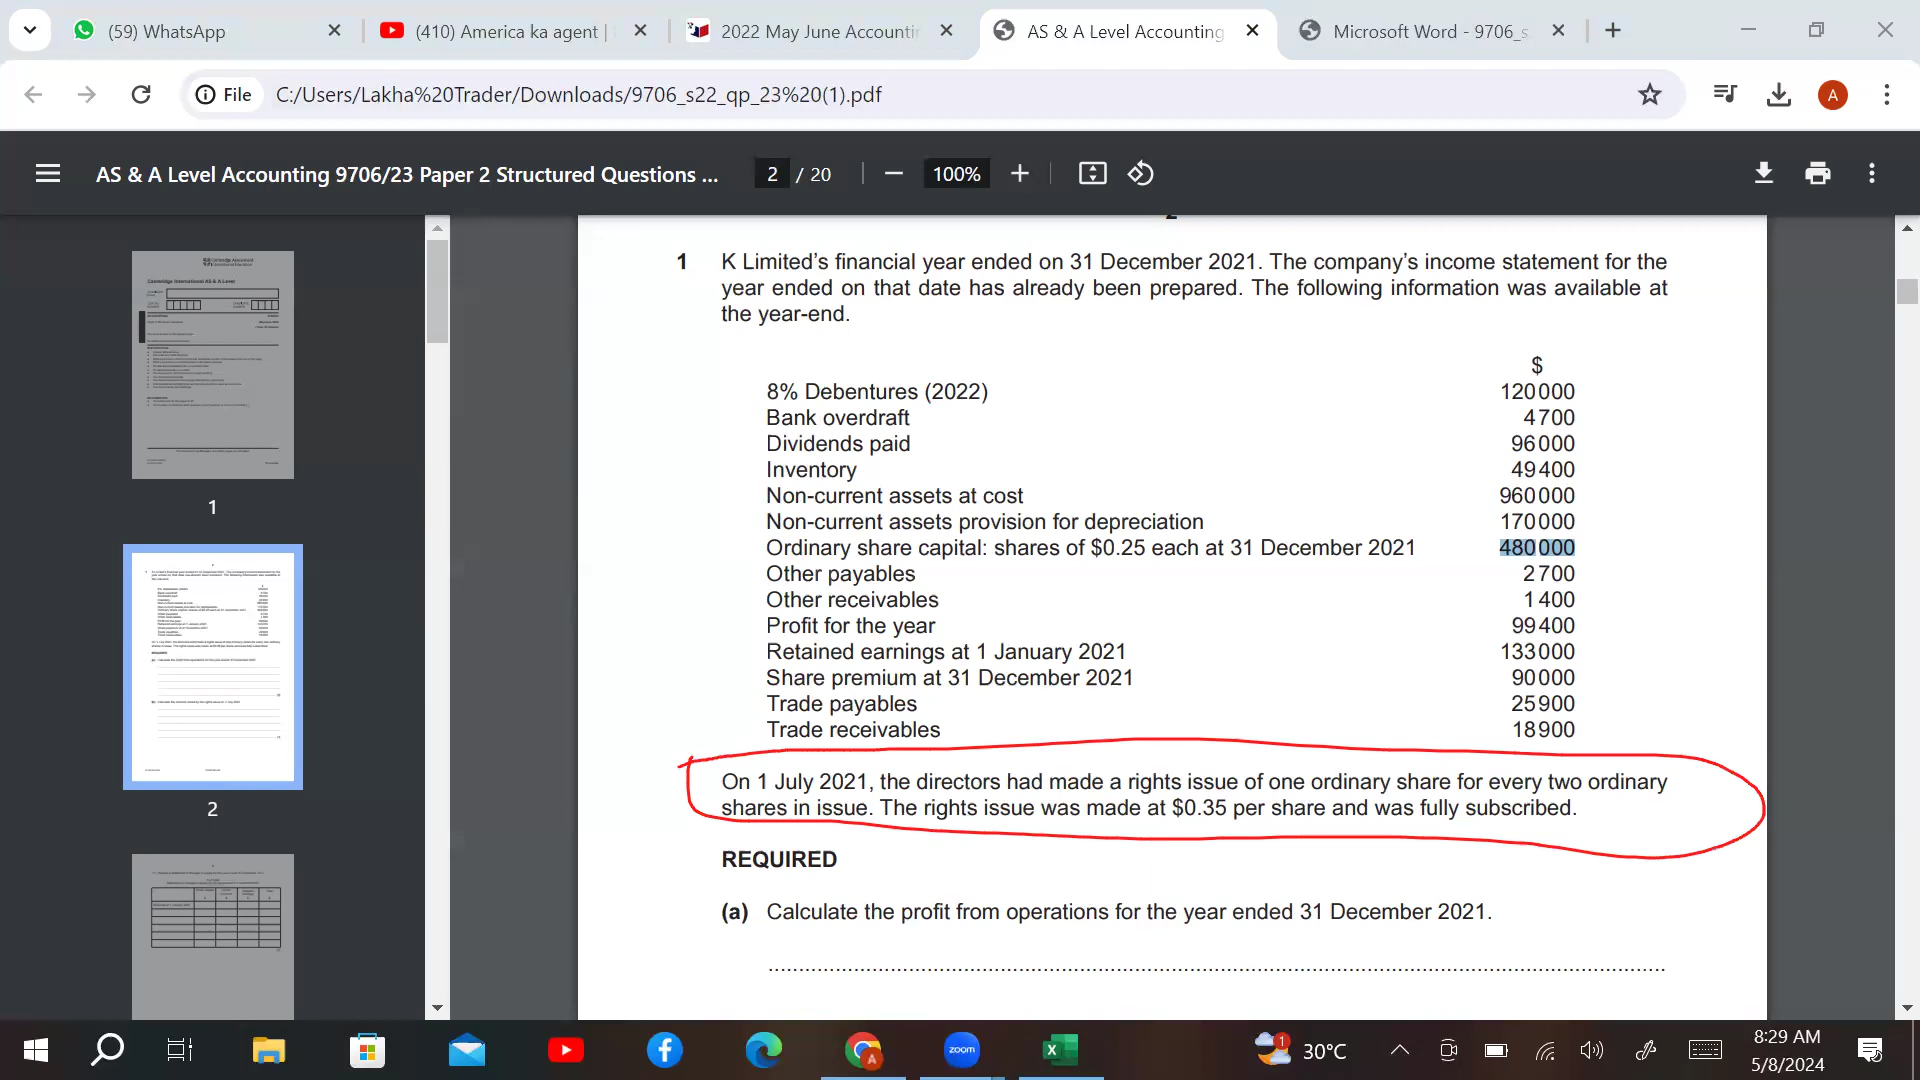 (59) WhatsApp
(410) America ka agent |
2022 May June Accounti
AS & A Level Accounting
Microsoft Word - 9706_s
File
C:/Users/Lakha%20Trader/Downloads/9706_s22_qp_23%20(1).pdf
A
AS & A Level Accounting 9706/23 Paper 2 Structured Questions ...
2 / 20
100%
1
2
1 K Limited's financial year ended on 31 December 2021. The company's income statement for the
year ended on that date has already been prepared. The following information was available at
the year-end.
$
8% Debentures (2022) 120000
Bank overdraft 4700
Dividends paid 96000
Inventory 49400
Non-current assets at cost 960000
Non-current assets provision for depreciation 170000
Ordinary share capital: shares of $0.25 each at 31 December 2021 480000
Other payables 2700
Other receivables 1400
Profit for the year 99400
Retained earnings at 1 January 2021 133000
Share premium at 31 December 2021 90000
Trade payables 25900
Trade receivables 18900
On 1 July 2021, the directors had made a rights issue of one ordinary share for every two ordinary
shares in issue. The rights issue was made at $0.35 per share and was fully subscribed.
REQUIRED
(a) Calculate the profit from operations for the year ended 31 December 2021.
A
zoom
1
30°C
8:29 AM
5/8/2024